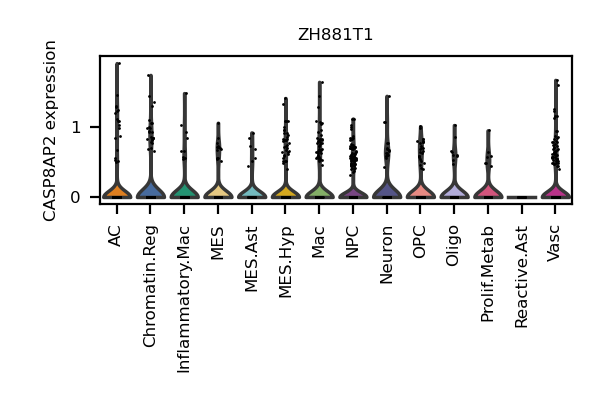 ZH881T1
CASP8AP2 expression
1
0
AC
Chromatin.Reg
Inflammatory.Mac
MES
MES.Ast
MES.Hyp
Mac
NPC
Neuron
OPC
Oligo
Prolif.Metab
Reactive.Ast
Vasc